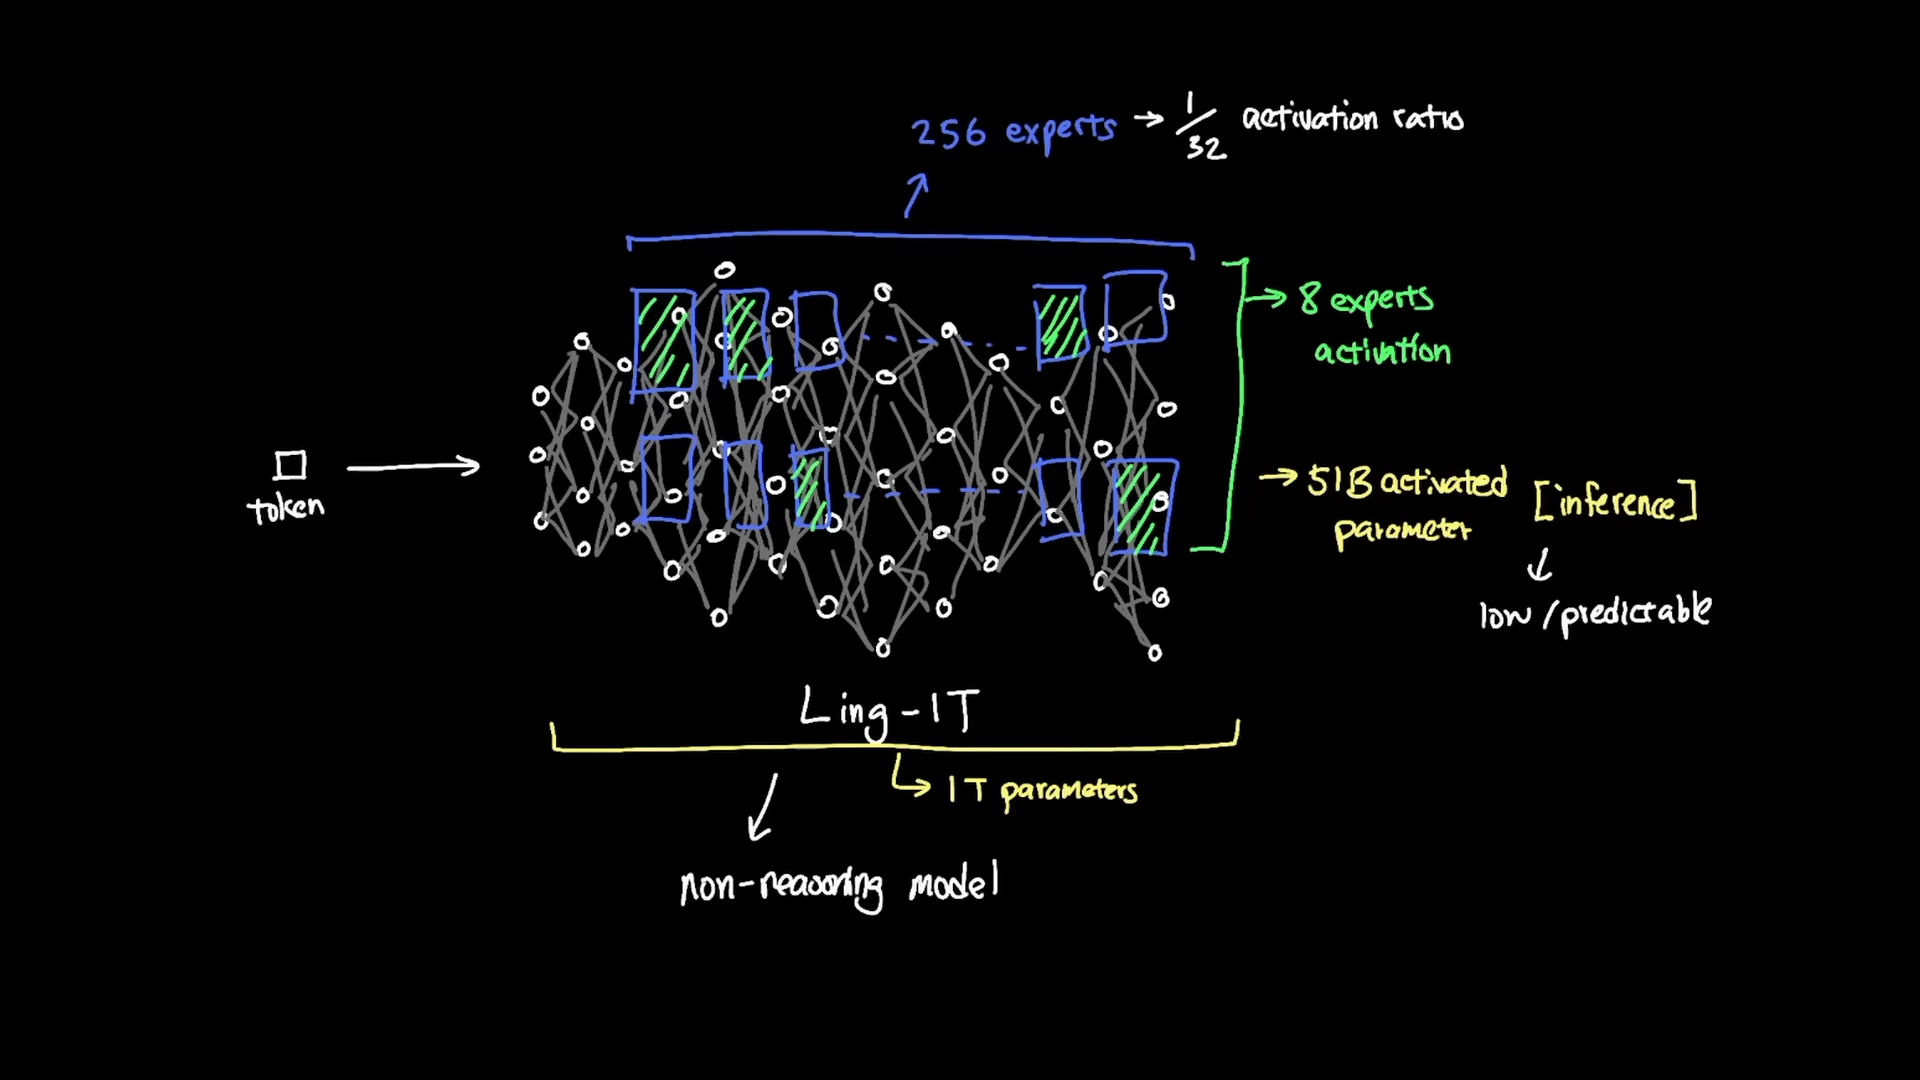 256 experts → 1/32 activation ratio
→ 8 experts
activation
token
→ 51B activated
parameter
[inference]
↓
low/predictable
Ling-1T
↳ 1T parameters
non-reasoning model